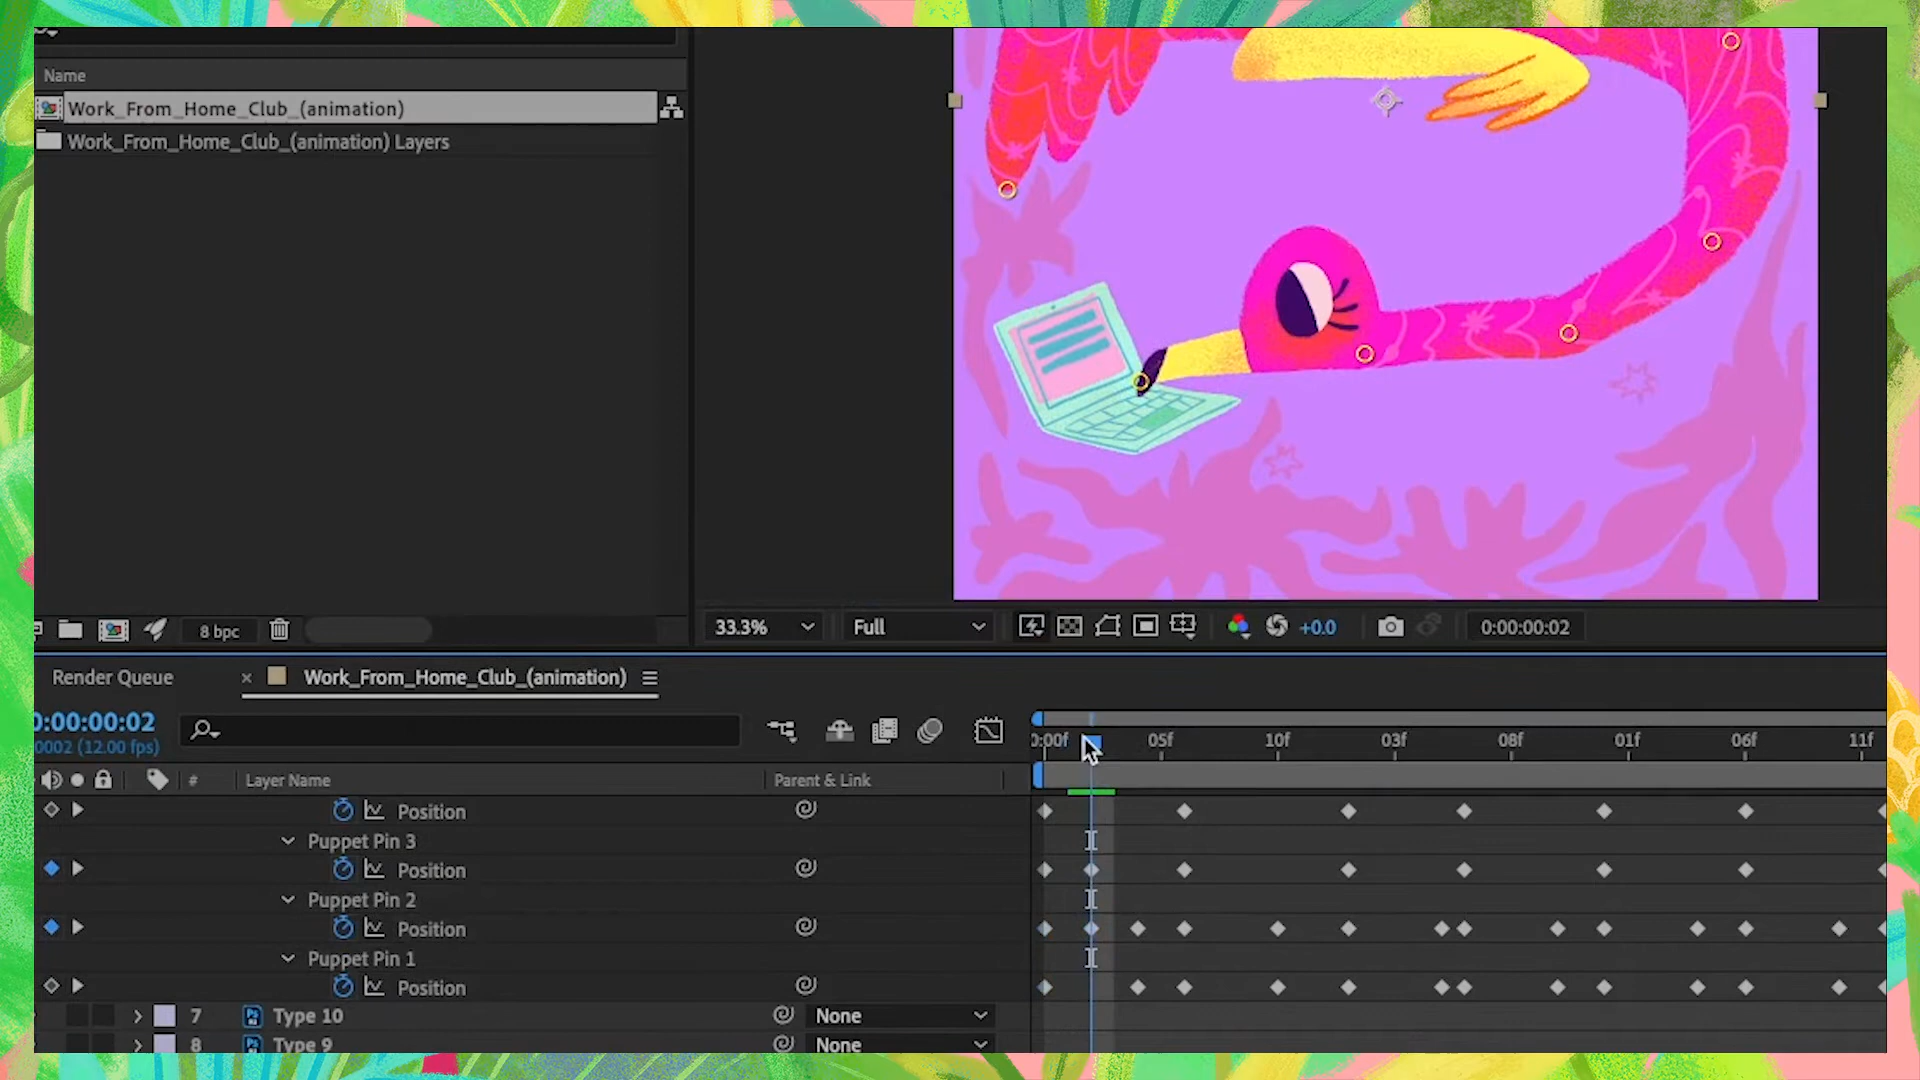 Name
Work_From_Home_Club_(animation)
Work_From_Home_Club_(animation) Layers
8 bpc
33.3%
Full
+0.0
0:00:00:02
Render Queue
× Work_From_Home_Club_(animation)
0:00:00:02
0002 (12.00 fps)
0:00f 05f 10f 03f 08f 01f 06f 11f
# Layer Name Parent & Link
Position
Puppet Pin 3
Position
Puppet Pin 2
Position
Puppet Pin 1
Position
7 Ps Type 10 None
8 Ps Type 9 None